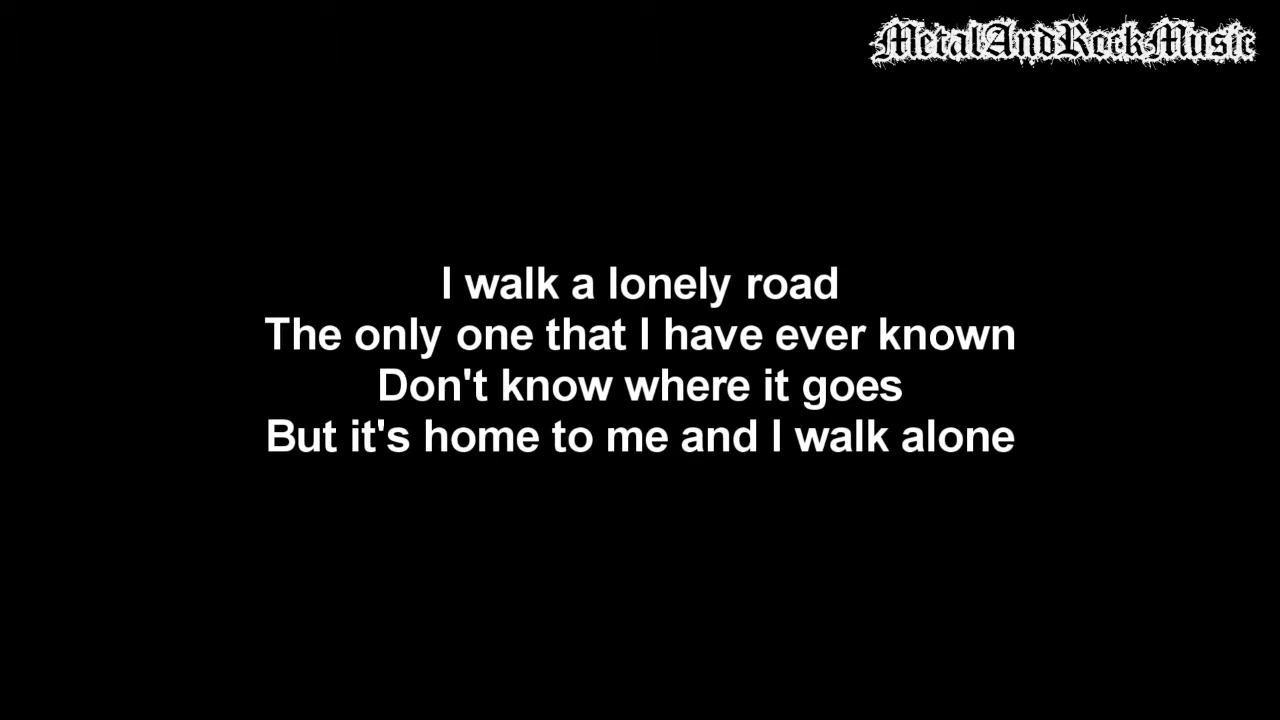 MetalAndRockMusic
I walk a lonely road
The only one that I have ever known
Don't know where it goes
But it's home to me and I walk alone